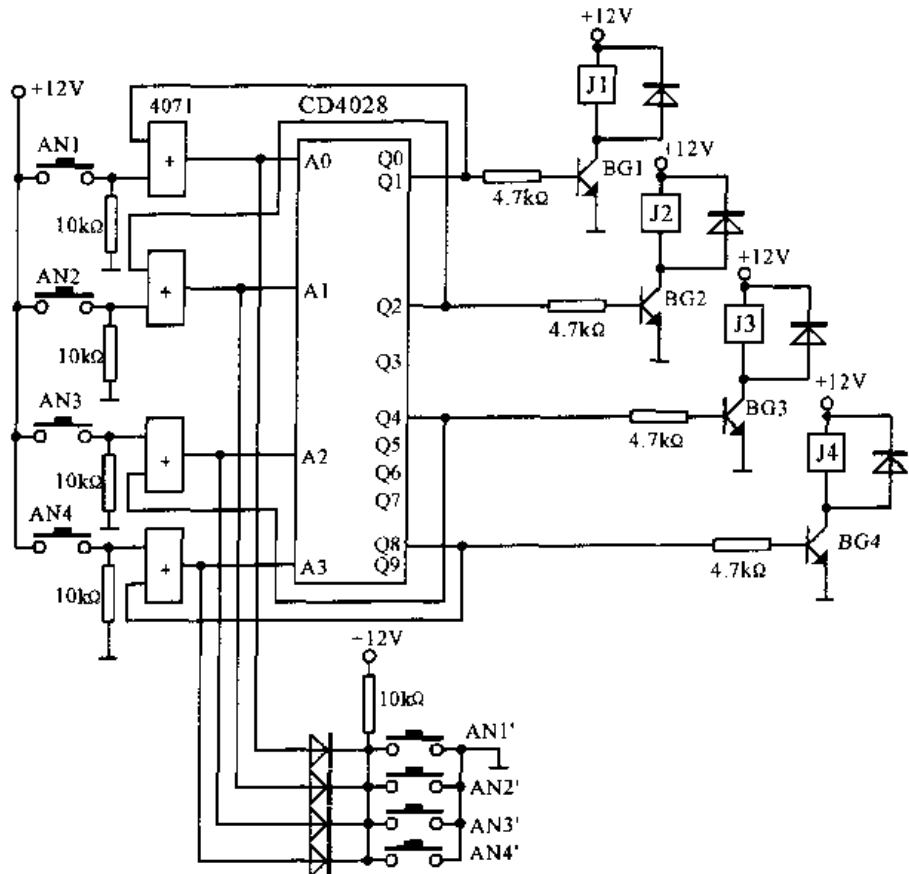 +12V
+12V
4071
CD4028
J1
AN1
A0
Q0
Q1
4.7kΩ
BG1
+12V
10kΩ
J2
AN2
A1
Q2
4.7kΩ
BG2
+12V
10kΩ
Q3
J3
AN3
Q4
4.7kΩ
BG3
+12V
A2
Q5
10kΩ
Q6
J4
Q7
AN4
Q8
4.7kΩ
BG4
A3
Q9
10kΩ
+12V
10kΩ
AN1'
AN2'
AN3'
AN4'
+
+
+
+